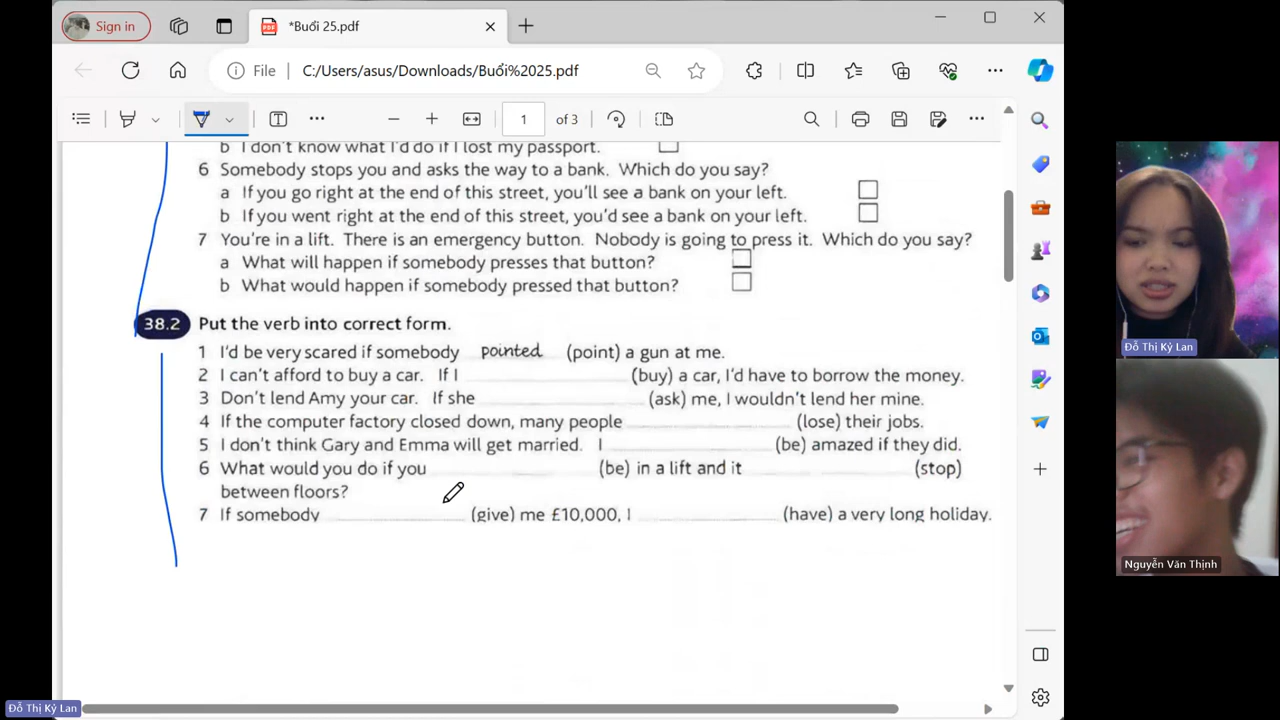 Sign in
*Buổi 25.pdf
File
C:/Users/asus/Downloads/Buổi%2025.pdf
1 of 3
b I don't know what I'd do if I lost my passport.
6 Somebody stops you and asks the way to a bank. Which do you say?
a If you go right at the end of this street, you'll see a bank on your left.
b If you went right at the end of this street, you'd see a bank on your left.
7 You're in a lift. There is an emergency button. Nobody is going to press it. Which do you say?
a What will happen if somebody presses that button?
b What would happen if somebody pressed that button?
38.2 Put the verb into correct form.
1 I'd be very scared if somebody pointed (point) a gun at me.
2 I can't afford to buy a car. If I (buy) a car, I'd have to borrow the money.
3 Don't lend Amy your car. If she (ask) me, I wouldn't lend her mine.
4 If the computer factory closed down, many people (lose) their jobs.
5 I don't think Gary and Emma will get married. I (be) amazed if they did.
6 What would you do if you (be) in a lift and it (stop)
between floors?
7 If somebody (give) me £10,000, I (have) a very long holiday.
Đỗ Thị Kỷ Lan
Nguyễn Văn Thịnh
Đỗ Thị Kỷ Lan